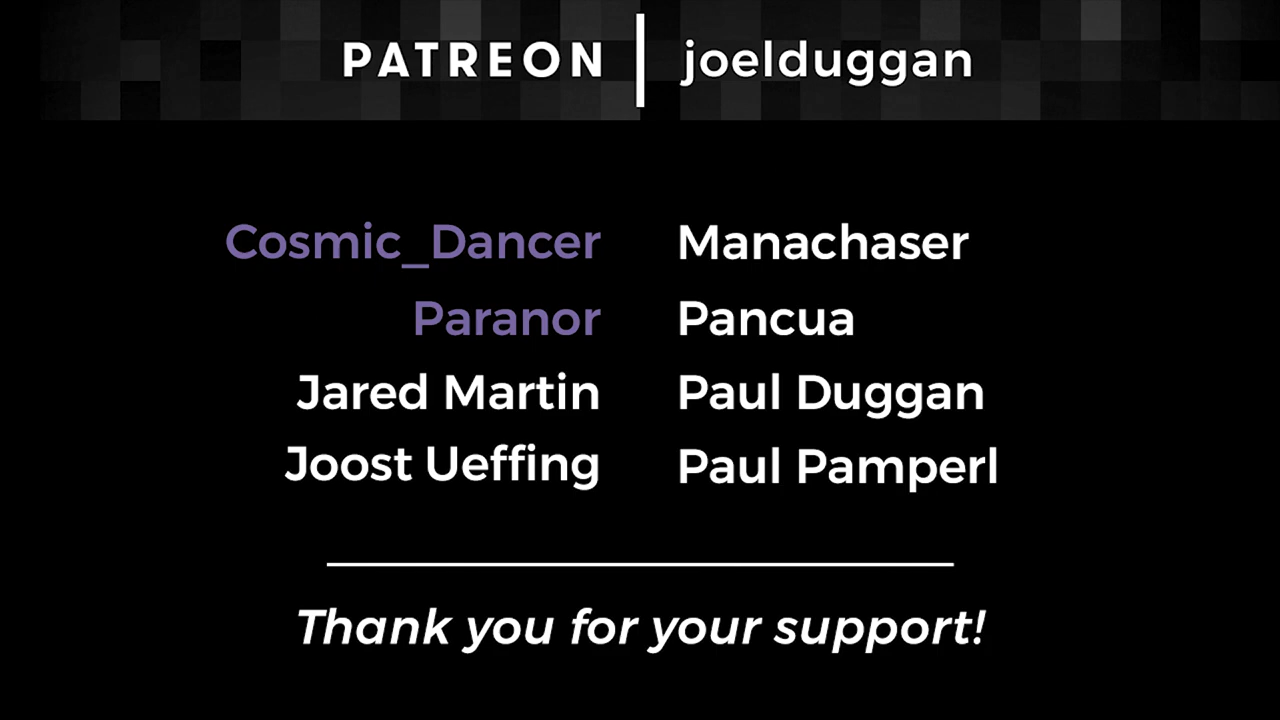 PATREON | joelduggan
Cosmic_Dancer
Paranor
Jared Martin
Joost Ueffing
Manachaser
Pancua
Paul Duggan
Paul Pamperl
Thank you for your support!